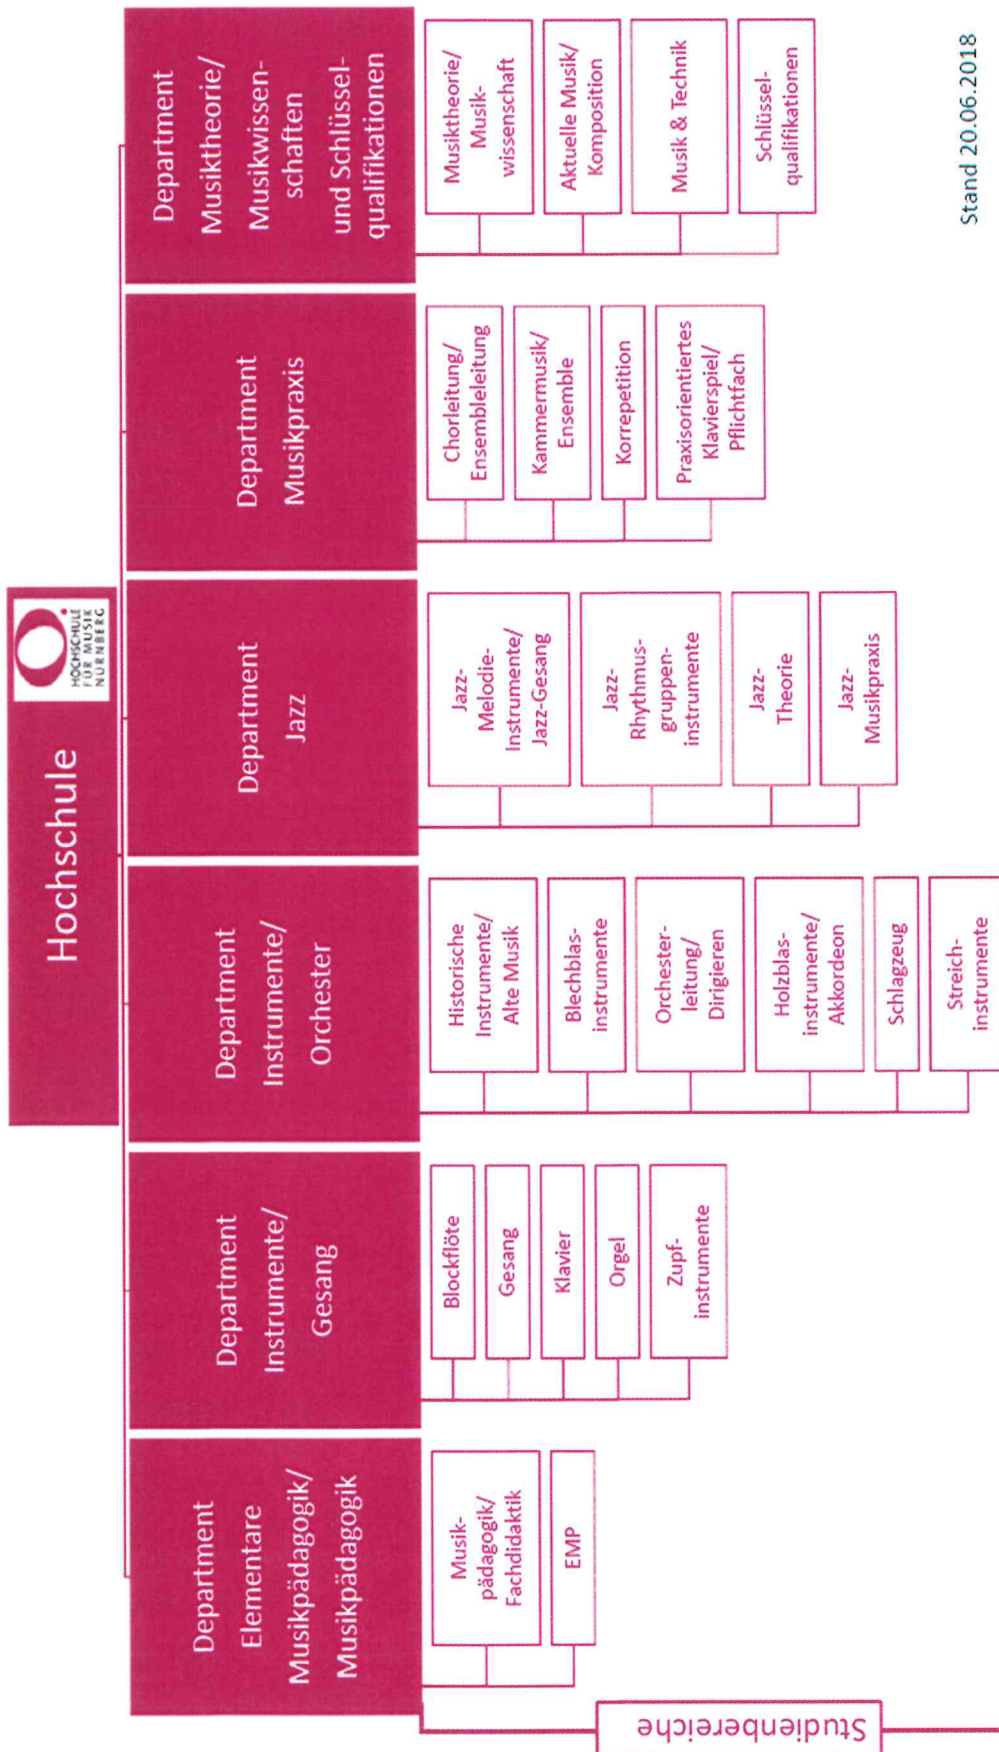 Hochschule
HOCHSCHULE
FÜR MUSIK
NÜRNBERG
Department
Elementare
Musikpädagogik/
Musikpädagogik
Musik-
pädagogik/
Fachdidaktik
EMP
Department
Instrumente/
Gesang
Blockflöte
Gesang
Klavier
Orgel
Zupf-
instrumente
Department
Instrumente/
Orchester
Historische
Instrumente/
Alte Musik
Blechblas-
instrumente
Orchester-
leitung/
Dirigieren
Holzblas-
instrumente/
Akkordeon
Schlagzeug
Streich-
instrumente
Department
Jazz
Jazz-
Melodie-
Instrumente/
Jazz-Gesang
Jazz
Rhythmus-
gruppen-
instrumente
Jazz-
Theorie
Jazz-
Musikpraxis
Department
Musikpraxis
Chorleitung/
Ensembleleitung
Kammermusik/
Ensemble
Korrepetition
Praxisorientiertes
Klavierspiel/
Pflichtfach
Department
Musiktheorie/
Musikwissen-
schaften
und Schlüssel-
qualifikationen
Musiktheorie/
Musik-
wissenschaft
Aktuelle Musik/
Komposition
Musik & Technik
Schlüssel-
qualifikationen
Studienbereiche
Stand 20.06.2018